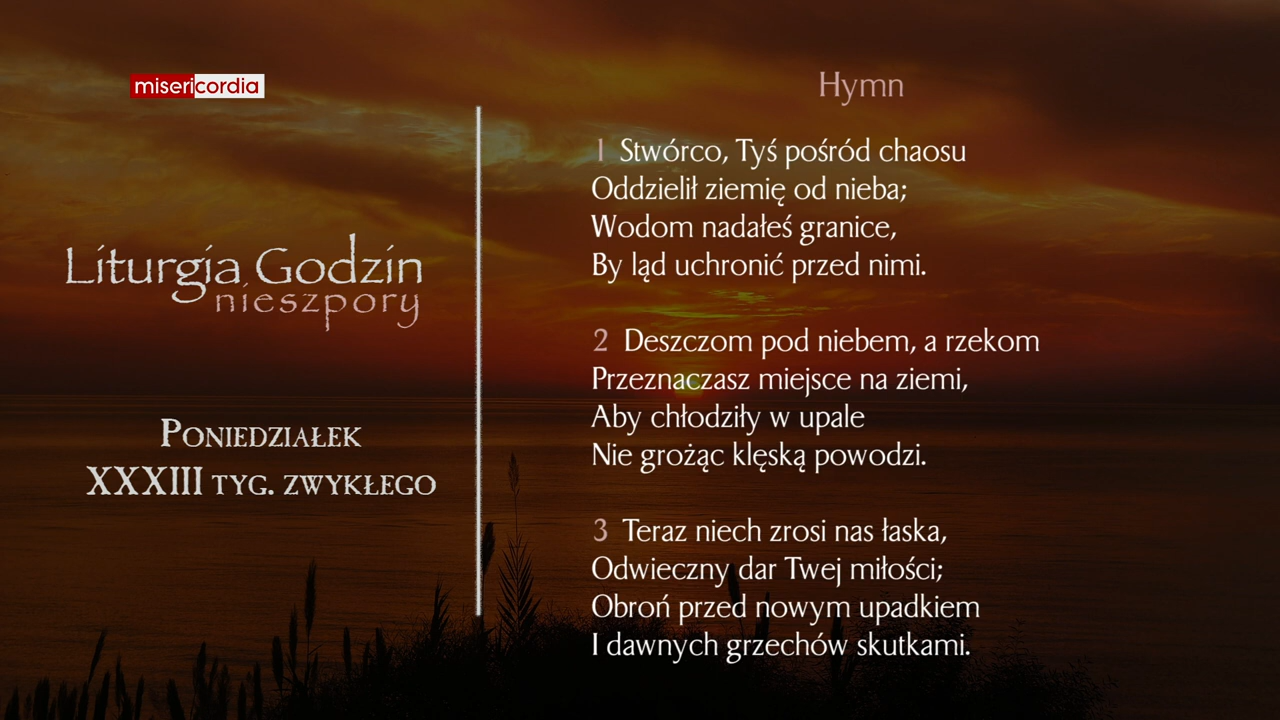 misericordia
Liturgia Godzin
nieszpory
Poniedziałek
XXXIII tyg. zwykłego
Hymn
1 Stwórco, Tyś pośród chaosu
Oddzielił ziemię od nieba;
Wodom nadałeś granice,
By ląd uchronić przed nimi.
2 Deszczom pod niebem, a rzekom
Przeznaczasz miejsce na ziemi,
Aby chłodziły w upale
Nie grożąc klęską powodzi.
3 Teraz niech zrosi nas łaska,
Odwieczny dar Twej miłości;
Obroń przed nowym upadkiem
I dawnych grzechów skutkami.